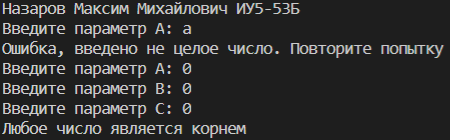 Назаров Максим Михайлович ИУ5-53Б
Введите параметр A: a
Ошибка, введено не целое число. Повторите попытку
Введите параметр A: 0
Введите параметр B: 0
Введите параметр C: 0
Любое число является корнем